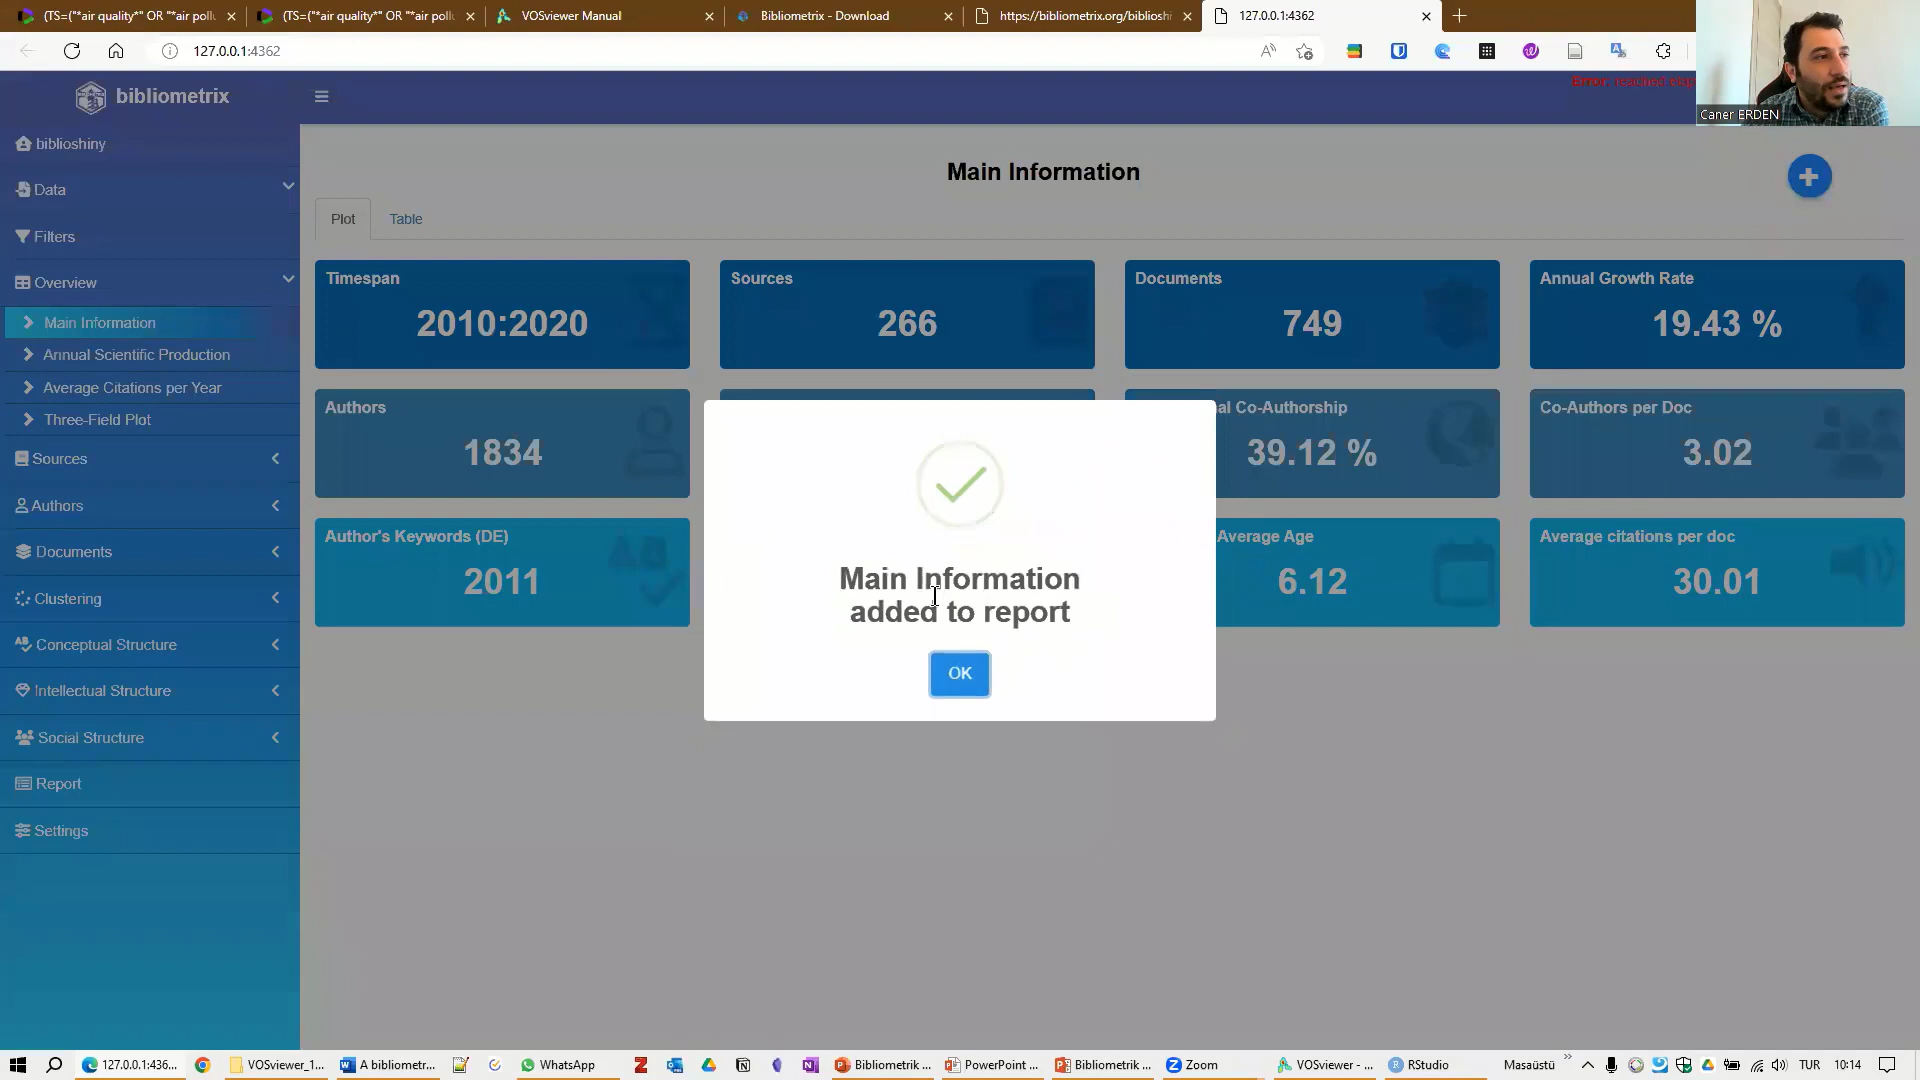 (TS=("*air quality*" OR "*air pollu
(TS=("*air quality*" OR "*air pollu
VOSviewer Manual
Bibliometrix - Download
https://bibliometrix.org/biblioshi
127.0.0.1:4362
127.0.0.1:4362
Caner ERDEN
bibliometrix
Error: reached
biblioshiny
Data
Filters
Overview
Main Information
Annual Scientific Production
Average Citations per Year
Three-Field Plot
Sources
Authors
Documents
Clustering
Conceptual Structure
Intellectual Structure
Social Structure
Report
Settings
Main Information
Plot
Table
Timespan
2010:2020
Sources
266
Documents
749
Annual Growth Rate
19.43 %
Authors
1834
al Co-Authorship
39.12 %
Co-Authors per Doc
3.02
Author's Keywords (DE)
2011
Average Age
6.12
Average citations per doc
30.01
Main Information
added to report
OK
127.0.0.1:436...
VOSviewer_1...
A bibliometr...
WhatsApp
Bibliometrik ...
PowerPoint ...
Bibliometrik ...
Zoom
VOSviewer - ...
RStudio
Masaüstü
TUR
10:14